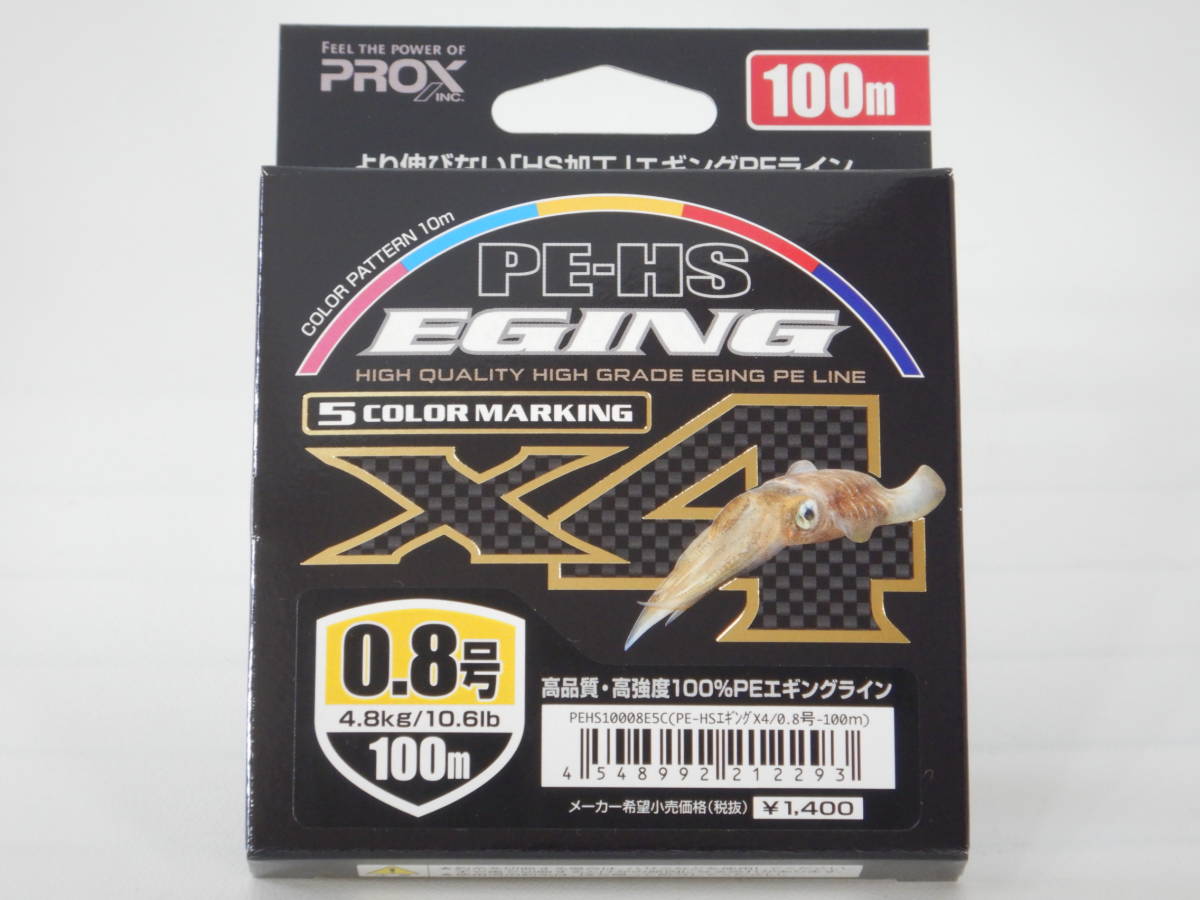 FEEL THE POWER OF
PROX
INC.
100m
より伸びない「HS加工」エギングPEライン
COLOR PATTERN 10m
PE-HS
EGING
HIGH QUALITY HIGH GRADE EGING PE LINE
5 COLOR MARKING
X4
0.8号
4.8kg/10.6lb
100m
高品質・高強度100%PEエギングライン
PEHS10008E5C(PE-HSｴｷﾞﾝｸﾞX4/0.8号-100m)
4 548992 212293
メーカー希望小売価格(税抜) ¥1,400